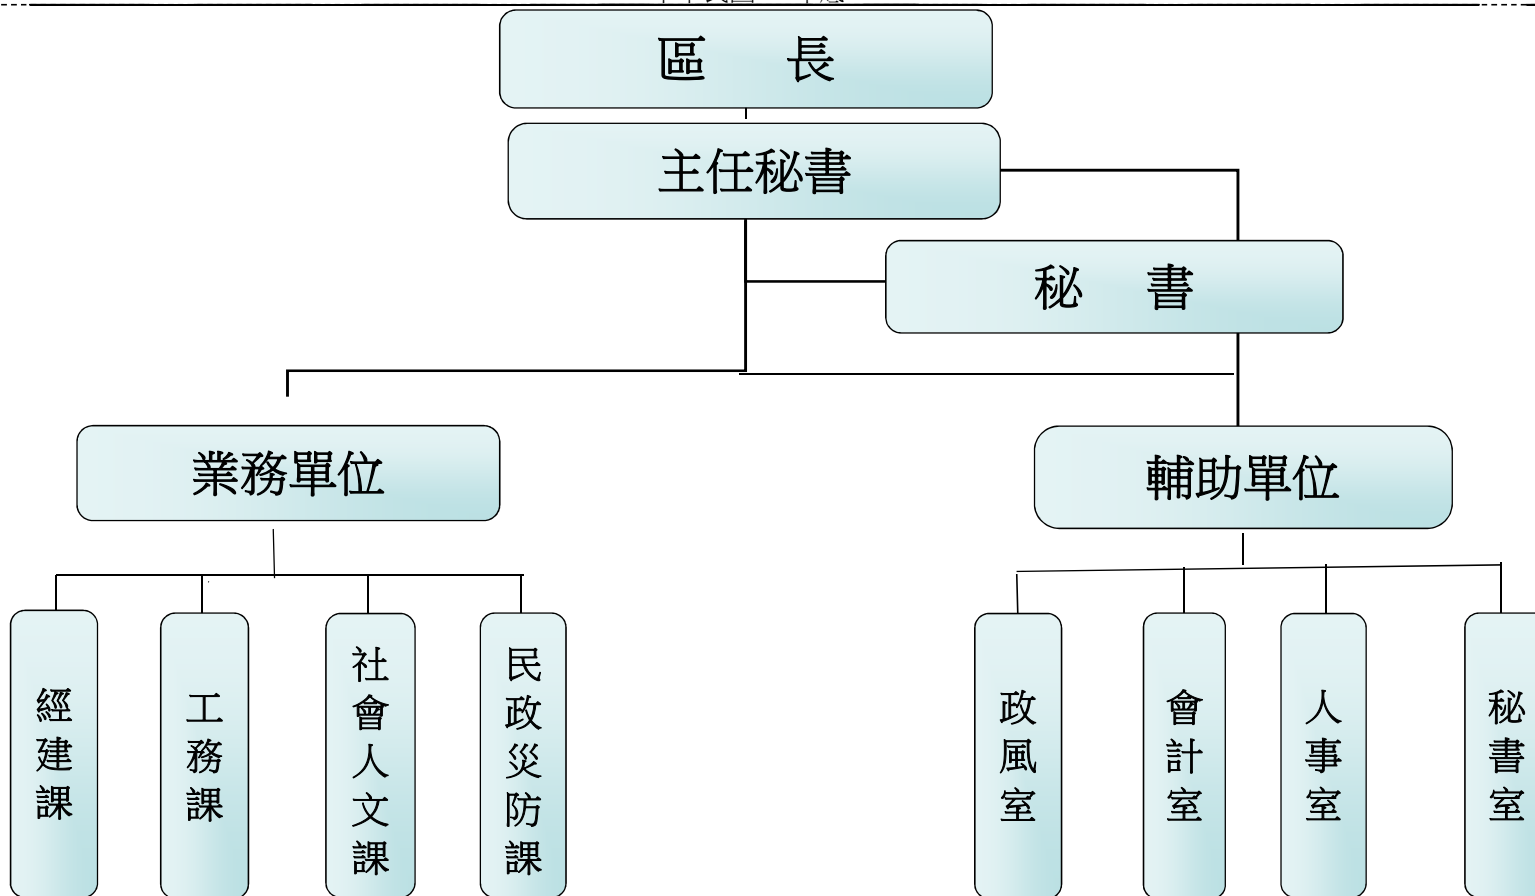 區 長
主任秘書
秘 書
業務單位
輔助單位
經建課
工務課
社會人文課
民政災防課
政風室
會計室
人事室
秘書室